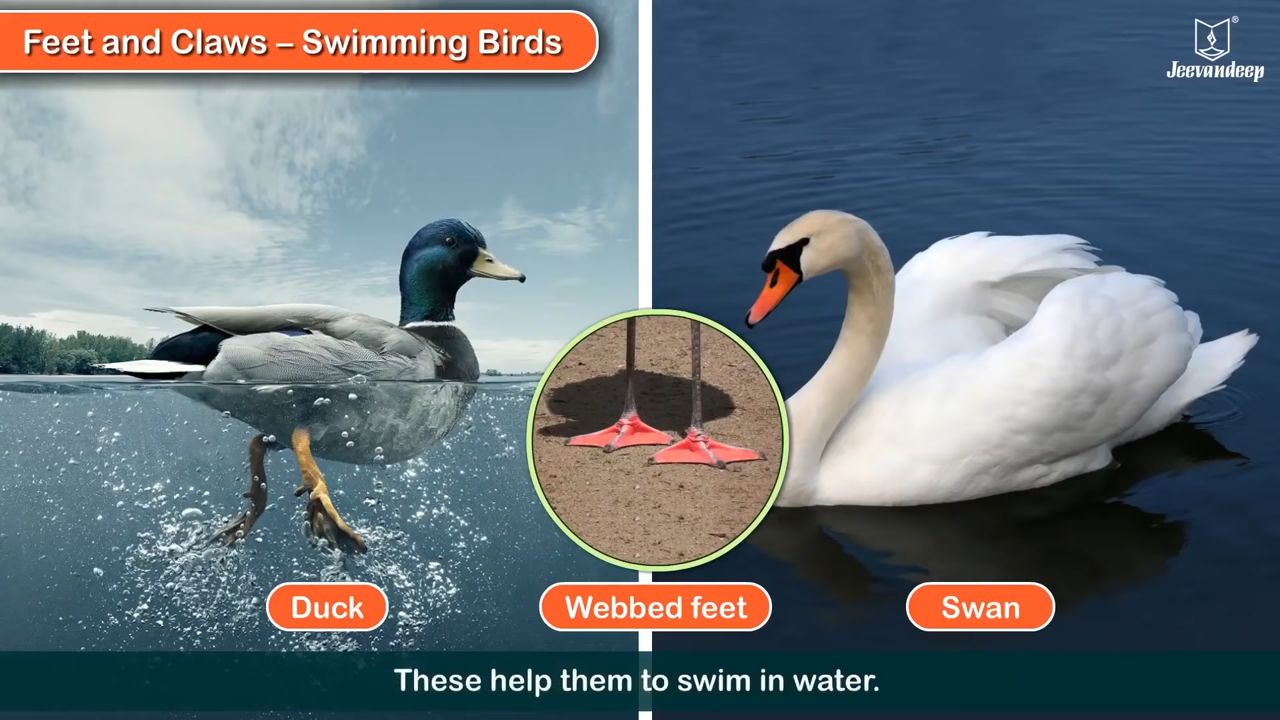 Feet and Claws – Swimming Birds
®
Jeevandeep
Duck
Webbed feet
Swan
These help them to swim in water.